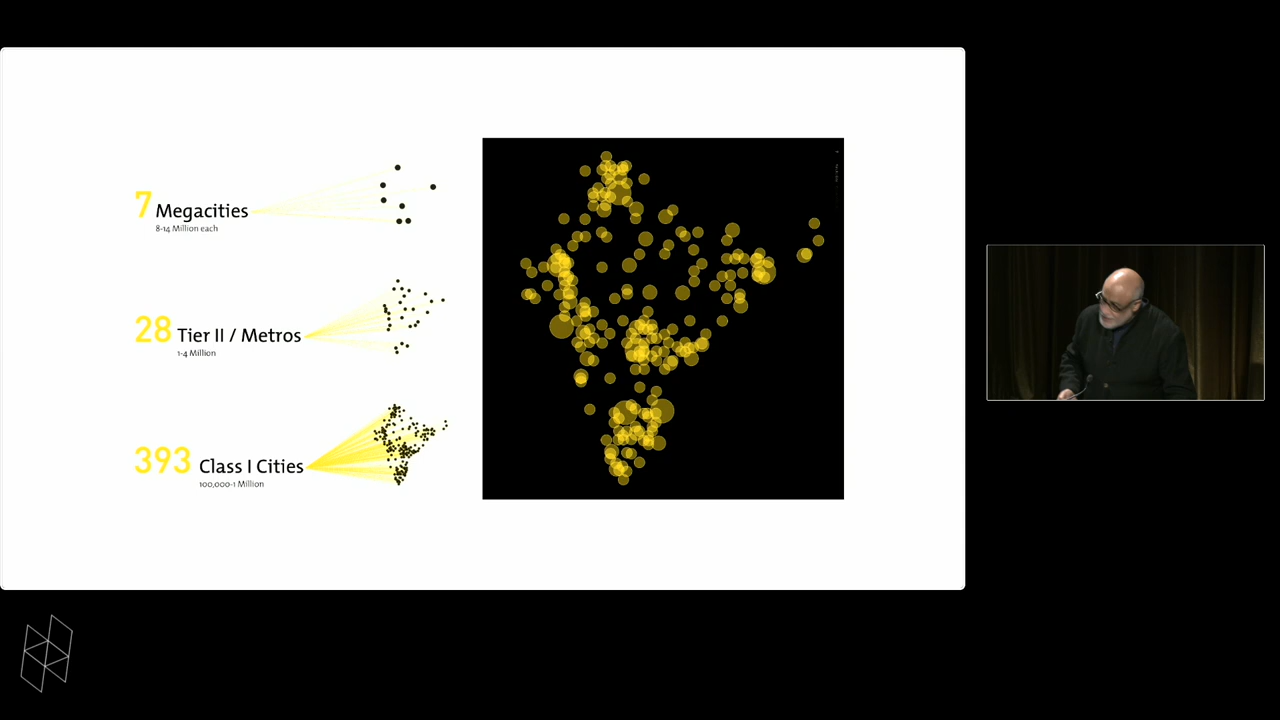 7 Megacities
8-14 Million each
28 Tier II / Metros
1-4 Million
393 Class I Cities
100,000-1 Million